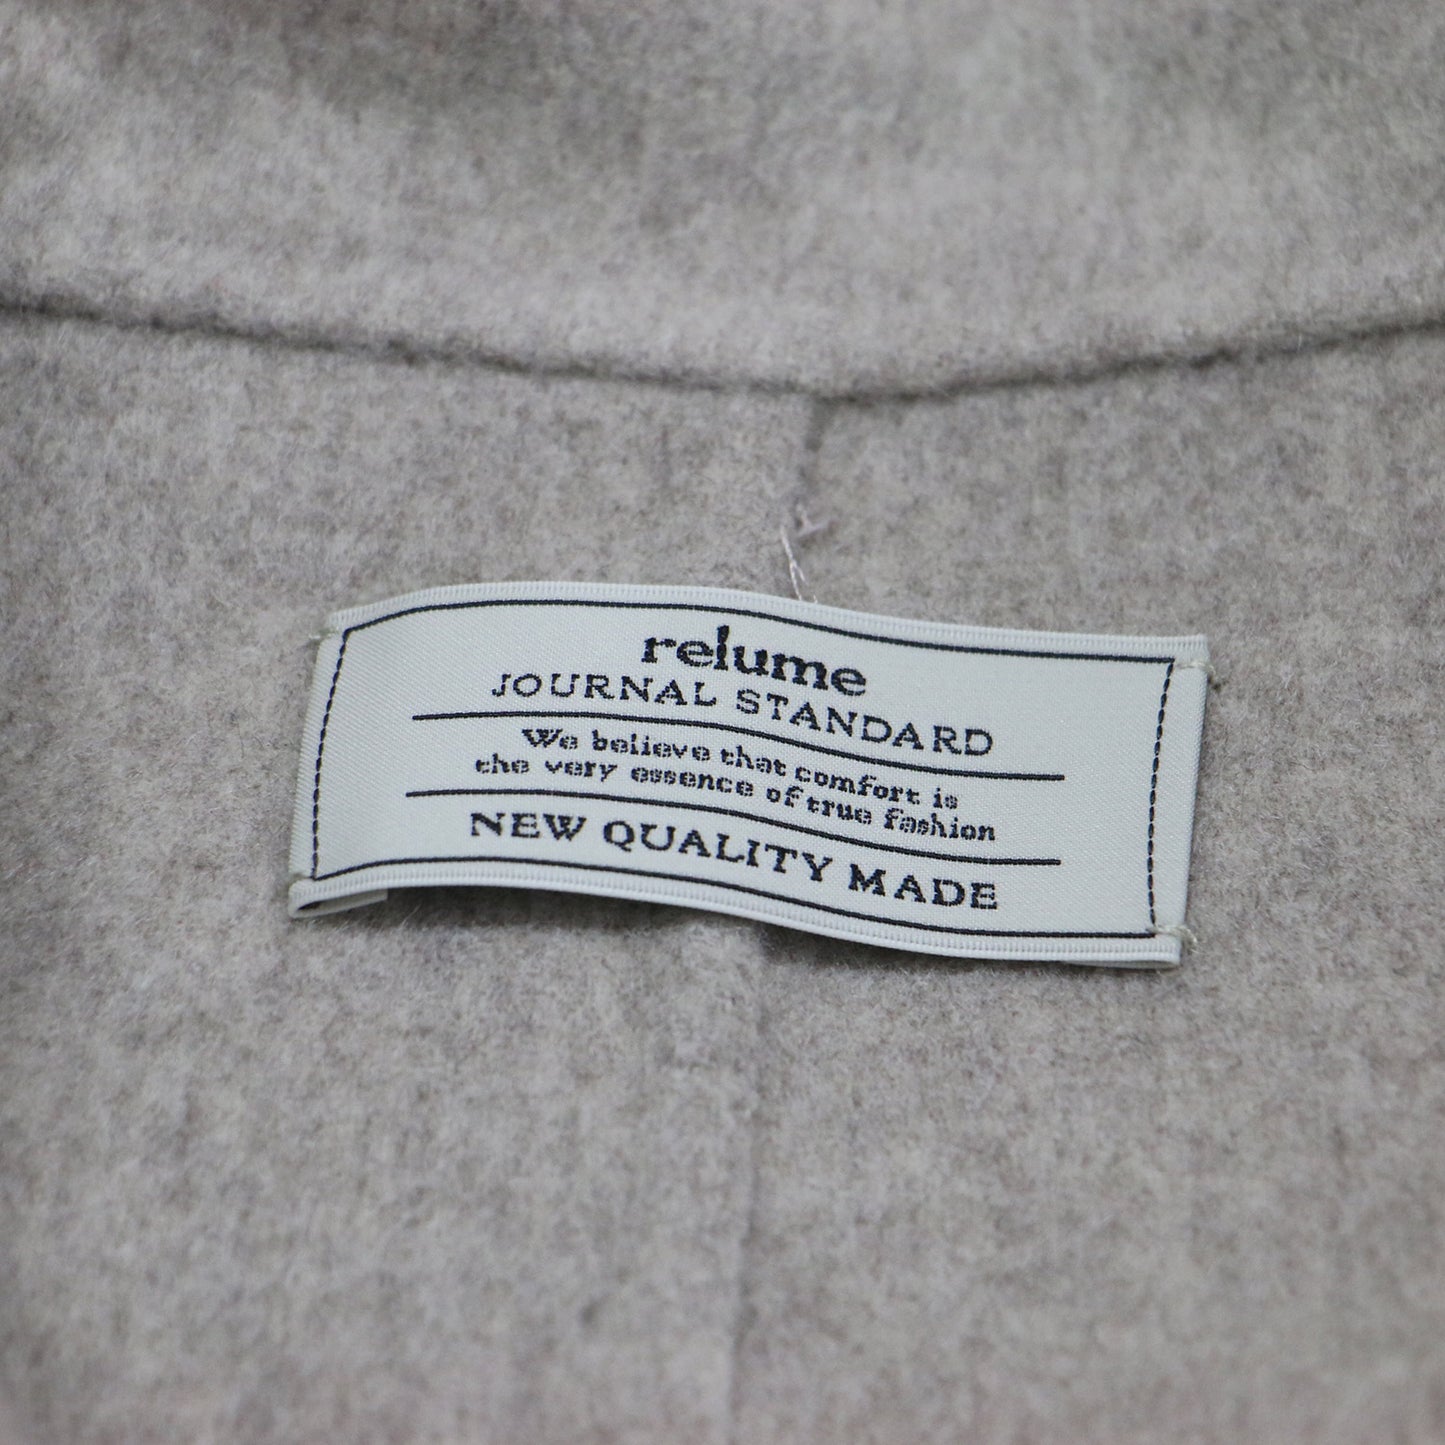 relume
JOURNAL STANDARD
We believe that comfort is
the very essence of true fashion
NEW QUALITY MADE